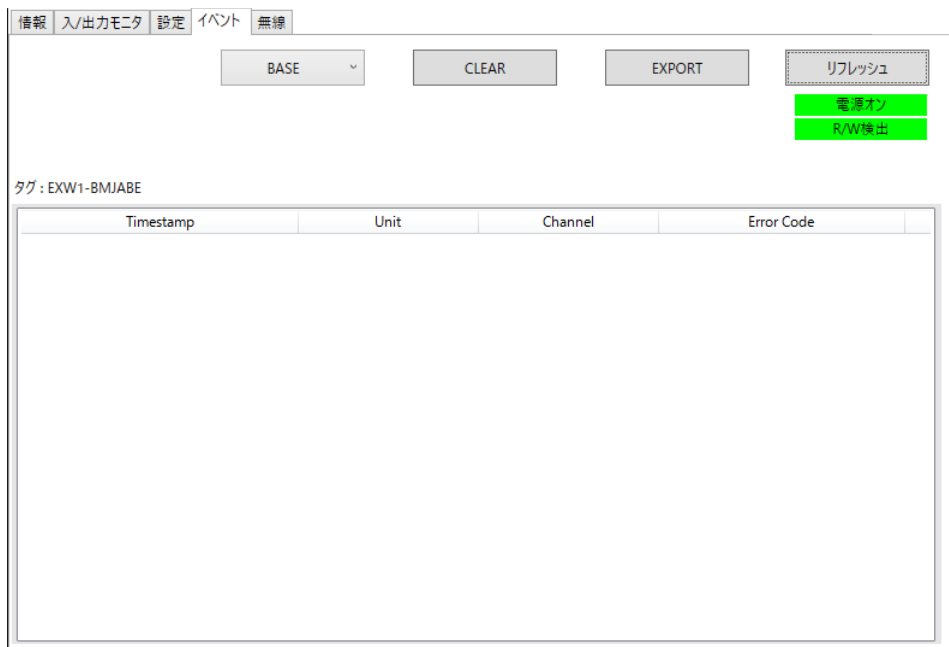 情報 入/出力モニタ 設定 イベント 無線
BASE CLEAR EXPORT リフレッシュ
電源オン
R/W検出
タグ : EXW1-BMJABE
Timestamp Unit Channel Error Code